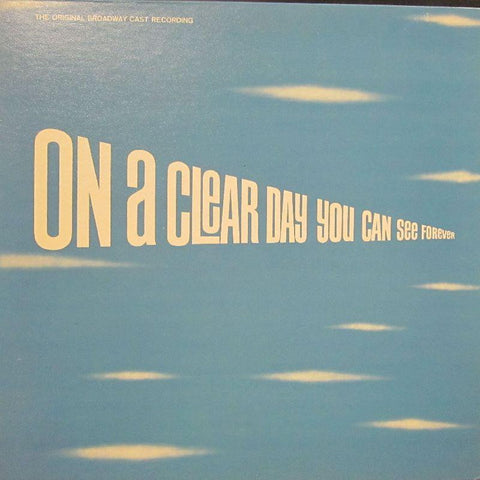 THE ORIGINAL BROADWAY CAST RECORDING
ON a CLeAR DAY YOU CAN See FOReVeR